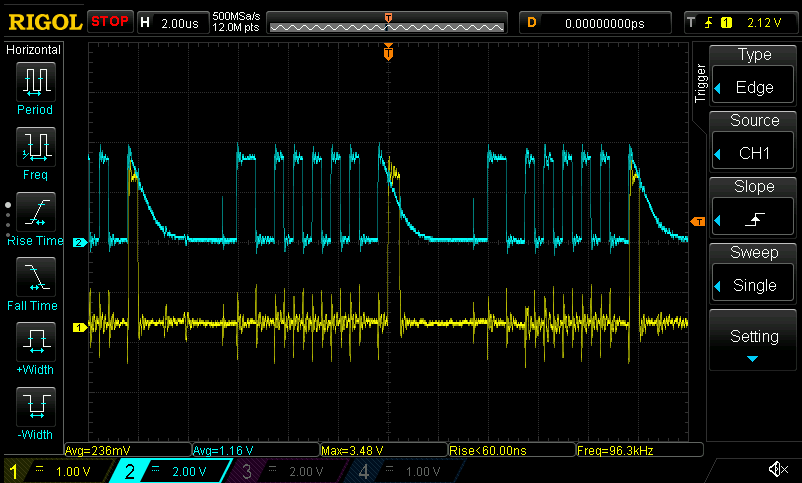 RIGOL STOP H 2.00us 500MSa/s 12.0M pts T D 0.00000000ps T 1 2.12 V
Horizontal
Period
Freq
Rise Time
Fall Time
+Width
-Width
T
2
1
T
Trigger
Type
Edge
Source
CH1
Slope
Sweep
Single
Setting
Avg=236mV Avg=1.16 V Max=3.48 V Rise<60.00ns Freq=96.3kHz
1 1.00 V 2 2.00 V 3 2.00 V 4 1.00 V